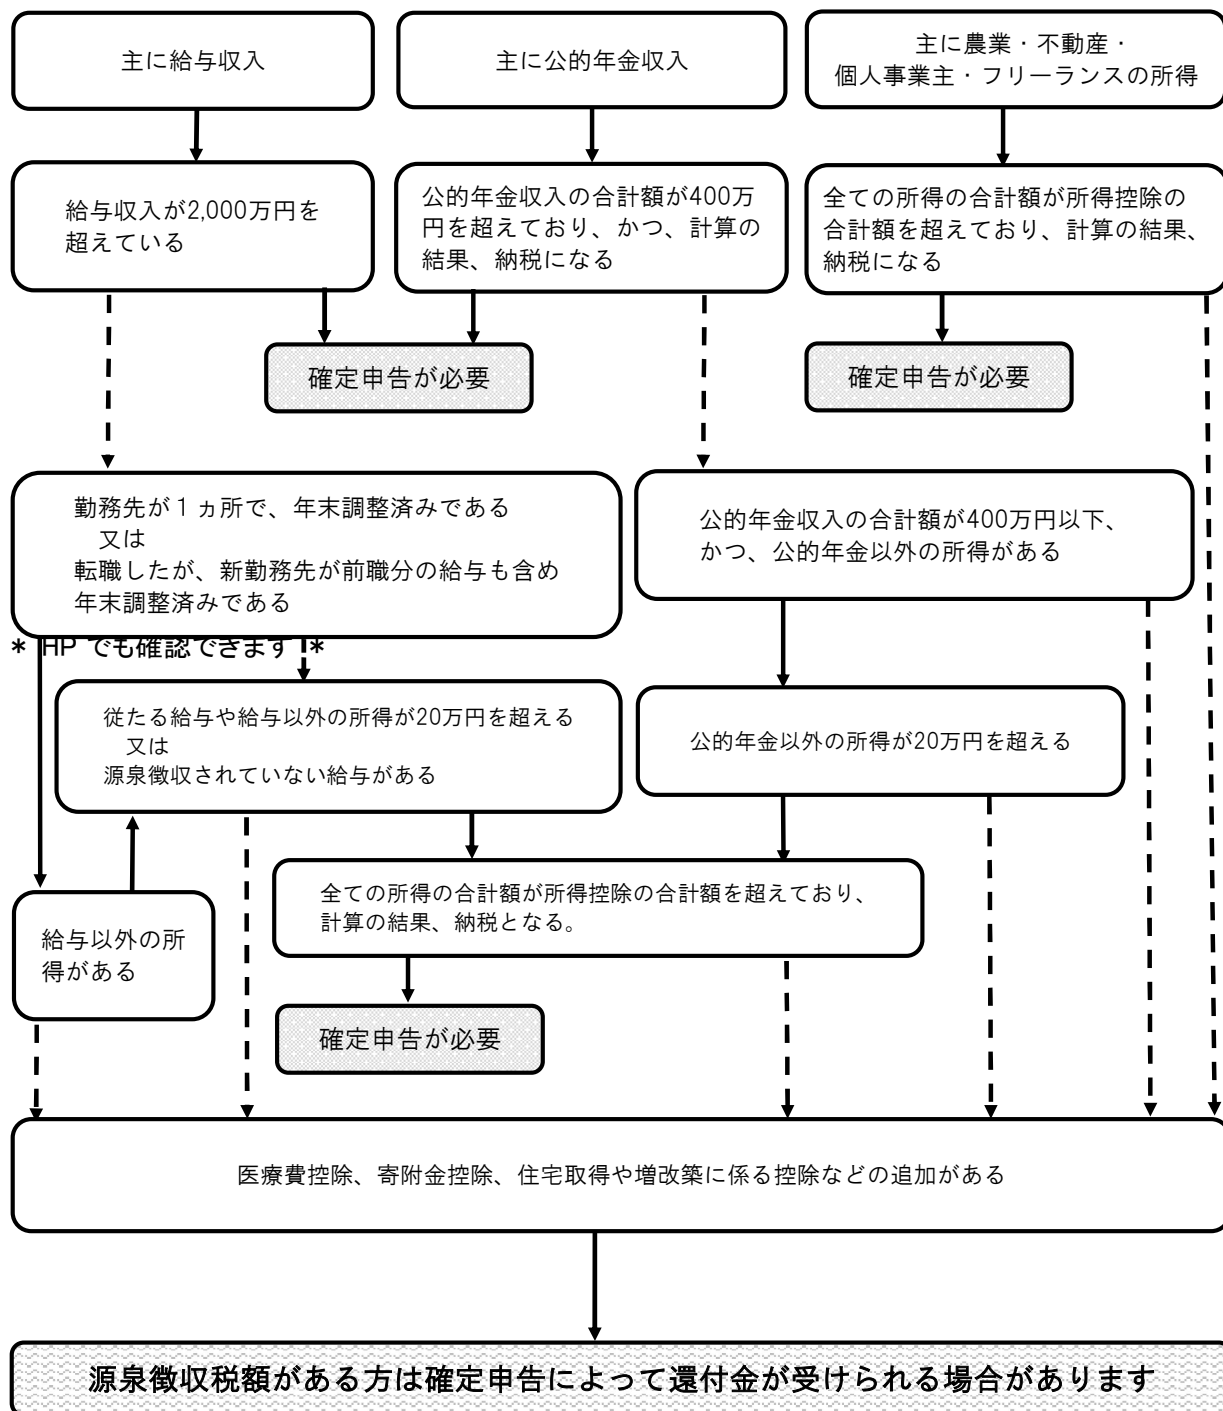 主に給与収入
主に公的年金収入
主に農業・不動産・
個人事業主・フリーランスの所得
給与収入が2,000万円を
超えている
公的年金収入の合計額が400万
円を超えており、かつ、計算の
結果、納税になる
全ての所得の合計額が所得控除の
合計額を超えており、計算の結果、
納税になる
確定申告が必要
確定申告が必要
勤務先が１ヵ所で、年末調整済みである
又は
転職したが、新勤務先が前職分の給与も含め
年末調整済みである
公的年金収入の合計額が400万円以下、
かつ、公的年金以外の所得がある
* HP でも確認できます *
従たる給与や給与以外の所得が20万円を超える
又は
源泉徴収されていない給与がある
公的年金以外の所得が20万円を超える
全ての所得の合計額が所得控除の合計額を超えており、
計算の結果、納税となる。
給与以外の所
得がある
確定申告が必要
医療費控除、寄附金控除、住宅取得や増改築に係る控除などの追加がある
源泉徴収税額がある方は確定申告によって還付金が受けられる場合があります